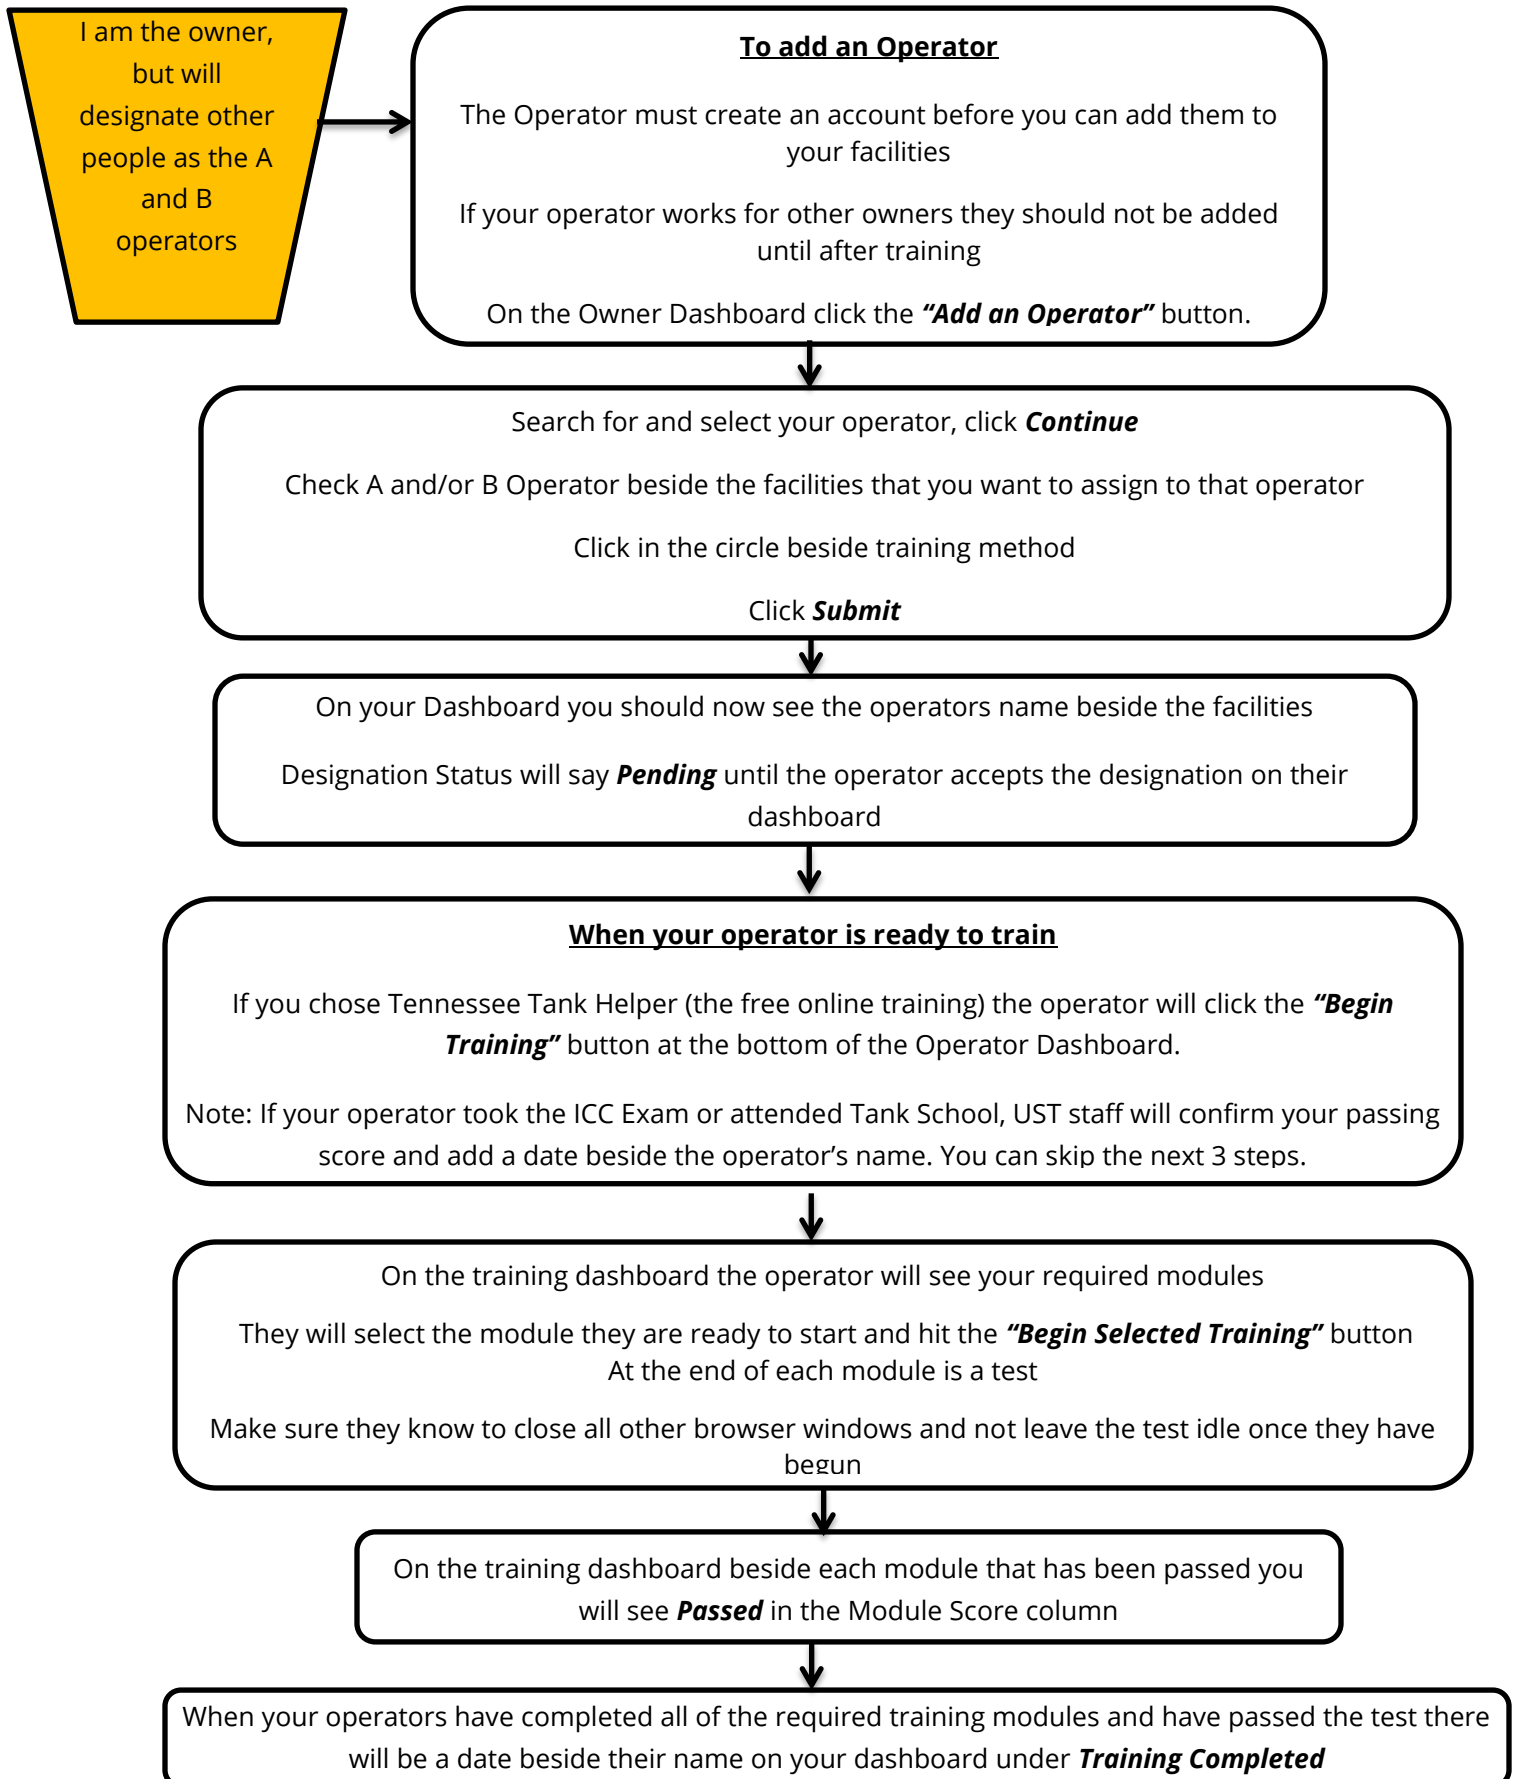 I am the owner,
but will
designate other
people as the A
and B
operators
To add an Operator
The Operator must create an account before you can add them to
your facilities
If your operator works for other owners they should not be added
until after training
On the Owner Dashboard click the “Add an Operator” button.
Search for and select your operator, click Continue
Check A and/or B Operator beside the facilities that you want to assign to that operator
Click in the circle beside training method
Click Submit
On your Dashboard you should now see the operators name beside the facilities
Designation Status will say Pending until the operator accepts the designation on their
dashboard
When your operator is ready to train
If you chose Tennessee Tank Helper (the free online training) the operator will click the “Begin
Training” button at the bottom of the Operator Dashboard.
Note: If your operator took the ICC Exam or attended Tank School, UST staff will confirm your passing
score and add a date beside the operator’s name. You can skip the next 3 steps.
On the training dashboard the operator will see your required modules
They will select the module they are ready to start and hit the “Begin Selected Training” button
At the end of each module is a test
Make sure they know to close all other browser windows and not leave the test idle once they have
begun
On the training dashboard beside each module that has been passed you
will see Passed in the Module Score column
When your operators have completed all of the required training modules and have passed the test there
will be a date beside their name on your dashboard under Training Completed